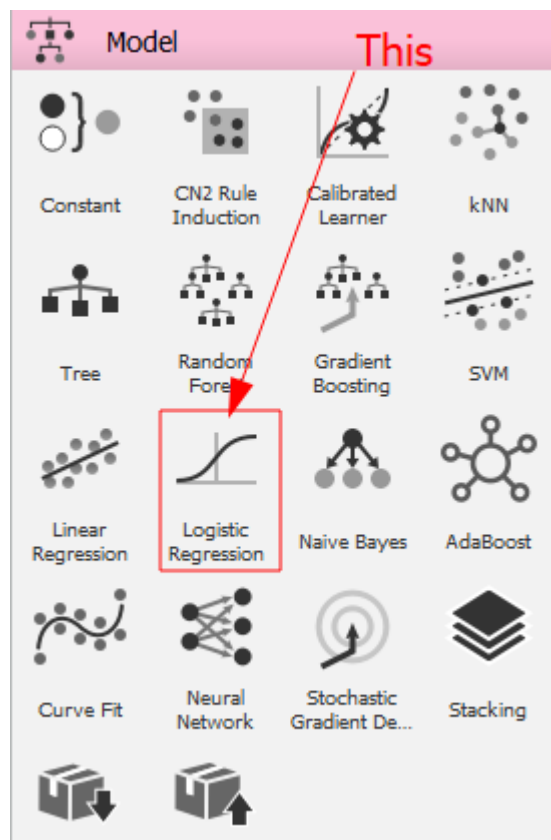 Model
This
Constant
CN2 Rule
Induction
Calibrated
Learner
kNN
Tree
Random
Forest
Gradient
Boosting
SVM
Linear
Regression
Logistic
Regression
Naive Bayes
AdaBoost
Curve Fit
Neural
Network
Stochastic
Gradient De...
Stacking